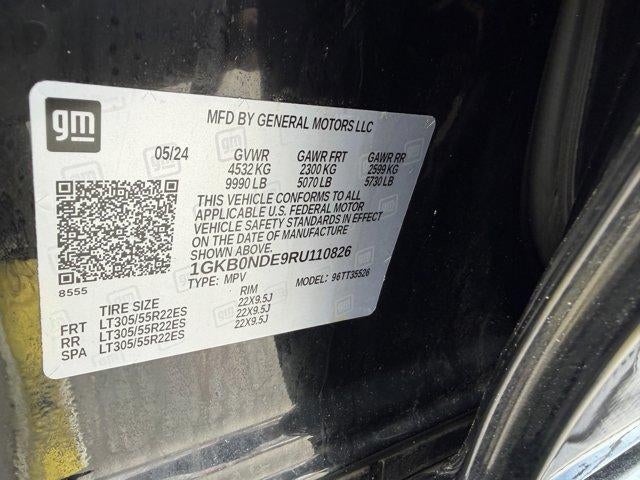 gm
MFD BY GENERAL MOTORS LLC
05/24 GVWR GAWR FRT GAWR RR
4532 KG 2300 KG 2599 KG
9990 LB 5070 LB 5730 LB
THIS VEHICLE CONFORMS TO ALL
APPLICABLE U.S. FEDERAL MOTOR
VEHICLE SAFETY STANDARDS IN EFFECT
ON THE DATE OF MANUFACTURE
SHOWN ABOVE.
1GKB0NDE9RU110826
TYPE: MPV MODEL: 96TT35526
8555
TIRE SIZE RIM
FRT LT305/55R22ES 22X9.5J
RR LT305/55R22ES 22X9.5J
SPA LT305/55R22ES 22X9.5J